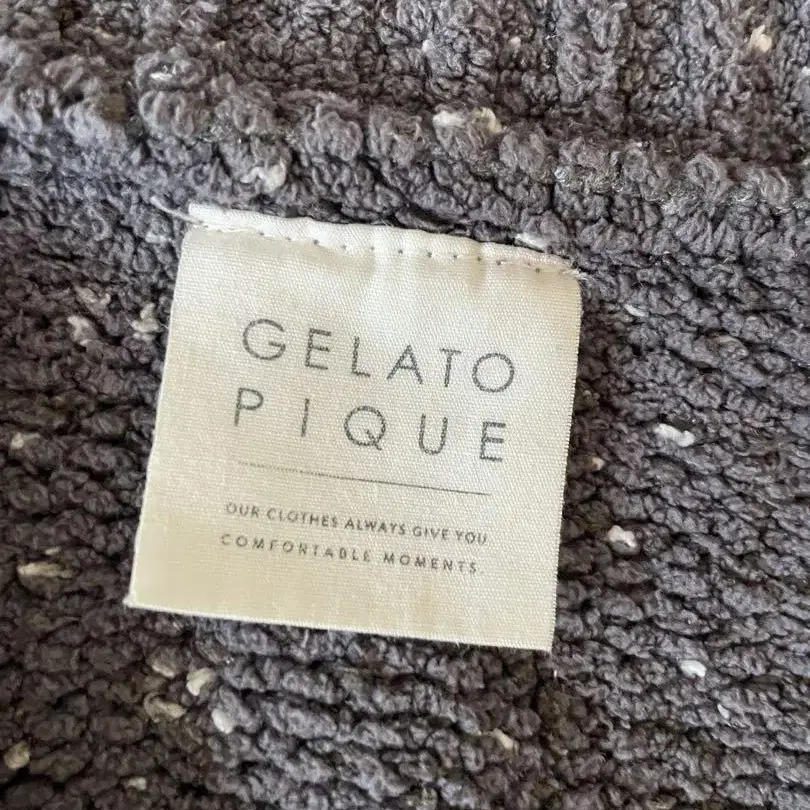 GELATO
PIQUE
OUR CLOTHES ALWAYS GIVE YOU
COMFORTABLE MOMENTS.